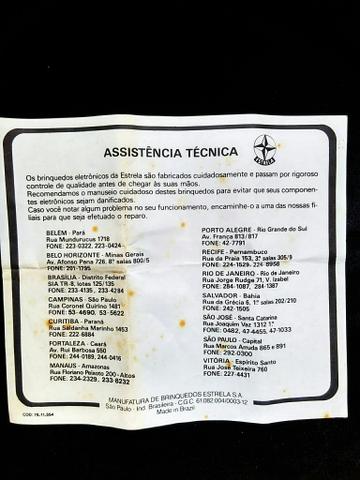 ASSISTÊNCIA TÉCNICA
ESTRELA
Os brinquedos eletrônicos da Estrela são fabricados cuidadosamente e passam por rigoroso
controle de qualidade antes de chegar às suas mãos.
Recomendamos o manuseio cuidadoso destes brinquedos para evitar que seus componen-
tes eletrônicos sejam danificados.
Caso você notar algum problema no seu funcionamento, encaminhe-o a uma das nossas fi-
liais para que seja efetuado o reparo.
BELEM - Pará
Rua Mundurucus 1718
FONE: 223-0322, 223-0424
BELO HORIZONTE - Minas Gerais
Av. Afonso Pena 726, 8º salas 800/5
FONE: 201-1795
BRASÍLIA - Distrito Federal
SIA TR-8, lotes 125/135
FONE: 233-4135, 233-4284
CAMPINAS - São Paulo
Rua Coronel Quirino 1481
FONE: 53-4690, 53-5622
CURITIBA - Paraná
Rua Saldanha Marinho 1453
FONE: 222 6884
FORTALEZA - Ceará
Av. Rui Barbosa 550
FONE: 244-0189, 244-0416
MANAUS - Amazonas
Rua Floriano Peixoto 200-Altos
FONE: 234-2329, 233 8232
PORTO ALEGRE - Rio Grande do Sul
Av. França 813/817
FONE: 42-7791
RECIFE - Pernambuco
Rua da Praia 153, 3º salas 305/9
FONE: 224-1529, 224-8958
RIO DE JANEIRO - Rio de Janeiro
Rua Jorge Rudge 71, V. Izabel
FONE: 284-1087, 284-1387
SALVADOR - Bahia
Rua da Grécia 6, 1º salas 202/210
FONE: 242-1505
SÃO JOSÉ - Santa Catarina
Rua Joaquim Vaz 1312 1º
FONE: 0482, 47-4455, 47-1033
SÃO PAULO - Capital
Rua Marcos Arruda 865 e 891
FONE: 292-0300
VITÓRIA - Espírito Santo
Rua José Teixeira 760
FONE: 227-4431
MANUFATURA DE BRINQUEDOS ESTRELA S.A.
São Paulo - Ind. Brasileira - C.G.C. 61.082.004/0003-12
Made in Brazil
COD. 75.11.554